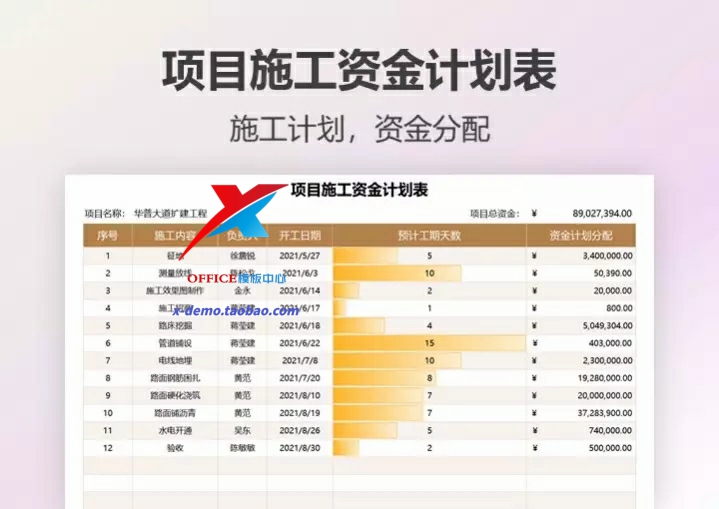 项目施工资金计划表
施工计划，资金分配
项目施工资金计划表
项目名称： 华普大道扩建工程 项目总资金： ¥ 89,027,394.00
序号 施工内容 负责人 开工日期 预计工期天数 资金计划分配
1 征地 徐鹏锐 2021/5/27 5 ¥ 3,400,000.00
2 测量放线 2021/6/3 10 ¥ 50,390.00
OFFICE模板中心
3 施工效果图制作 金永 2021/6/14 2 ¥ 20,000.00
4 施工 蒋莹建 2021/6/17 1 ¥ 800.00
x-demo.taobao.com
5 路床挖掘 蒋莹建 2021/6/18 4 ¥ 5,049,304.00
6 管道铺设 蒋莹建 2021/6/22 15 ¥ 403,000.00
7 电线地埋 蒋莹建 2021/7/8 10 ¥ 2,300,000.00
8 路面钢筋困扎 黄范 2021/7/20 8 ¥ 19,280,000.00
9 路面硬化浇筑 黄范 2021/8/10 7 ¥ 20,000,000.00
10 路面铺沥青 黄范 2021/8/19 7 ¥ 37,283,900.00
11 水电开通 吴东 2021/8/26 5 ¥ 740,000.00
12 验收 陈敏敏 2021/8/30 2 ¥ 500,000.00